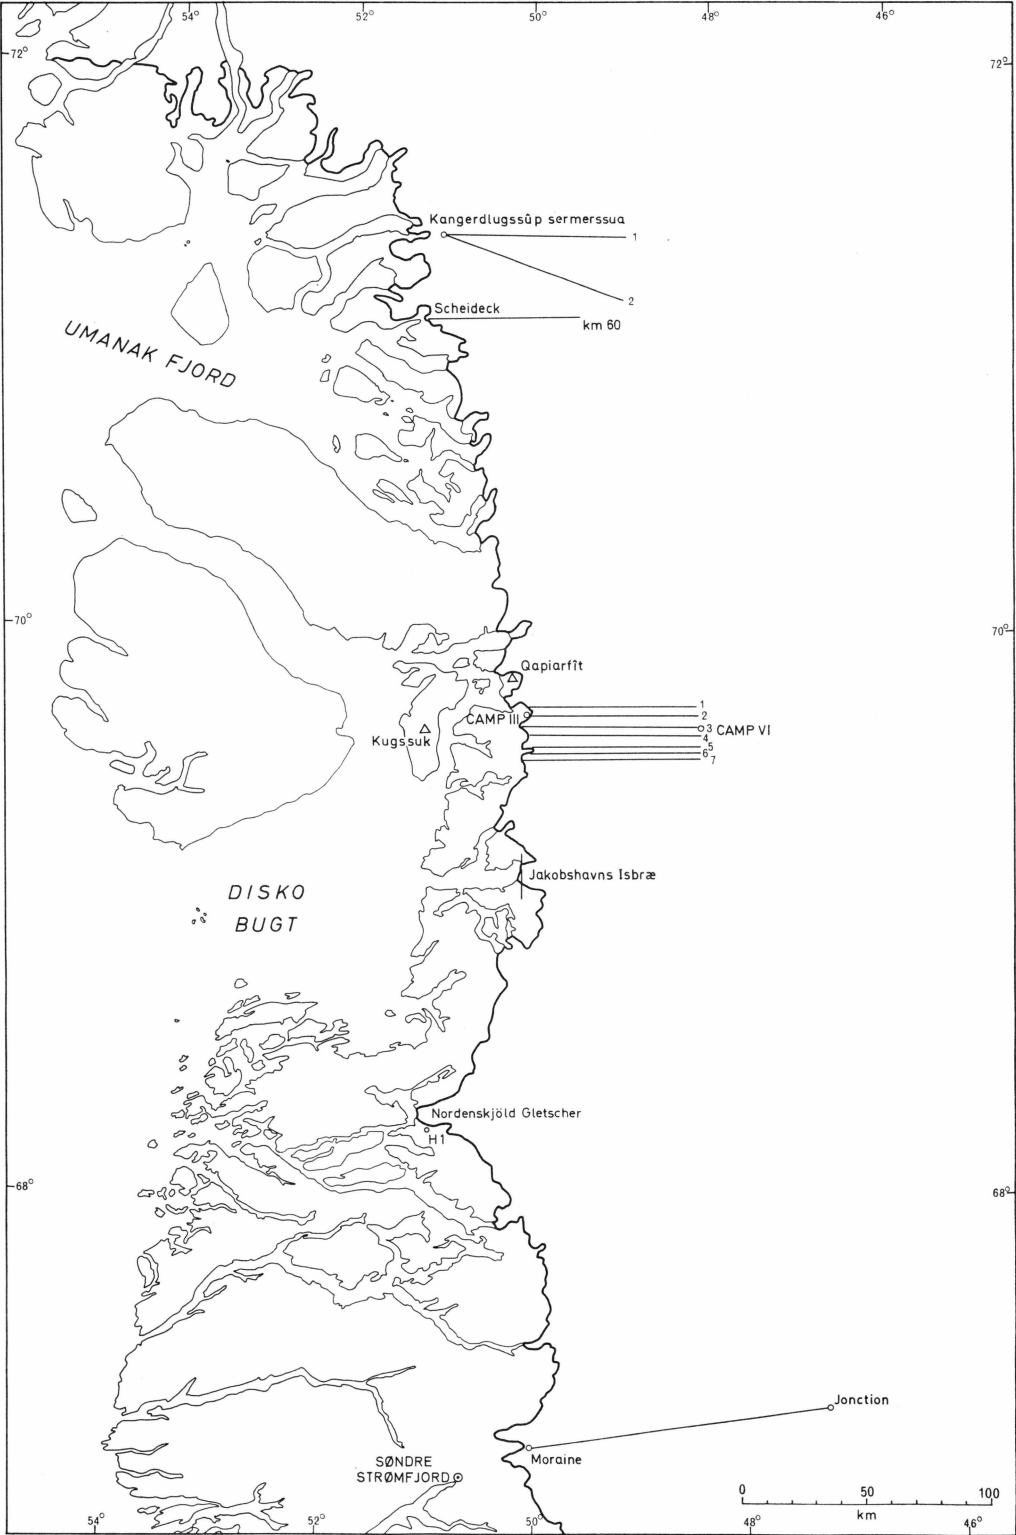 54° 52° 50° 48° 46°
72° 72°
Kangerdlugssûp sermerssua
1
2
Scheideck
km 60
UMANAK FJORD
70° 70°
Qapiarfît
CAMP III
1
2
3 CAMP VI
4
5
6
7
Kugssuk
Jakobshavns Isbræ
DISKO
BUGT
Nordenskjöld Gletscher
H1
68° 68°
Jonction
Moraine
SØNDRE
STRØMFJORD
0 50 100
km
54° 52° 50° 48° 46°